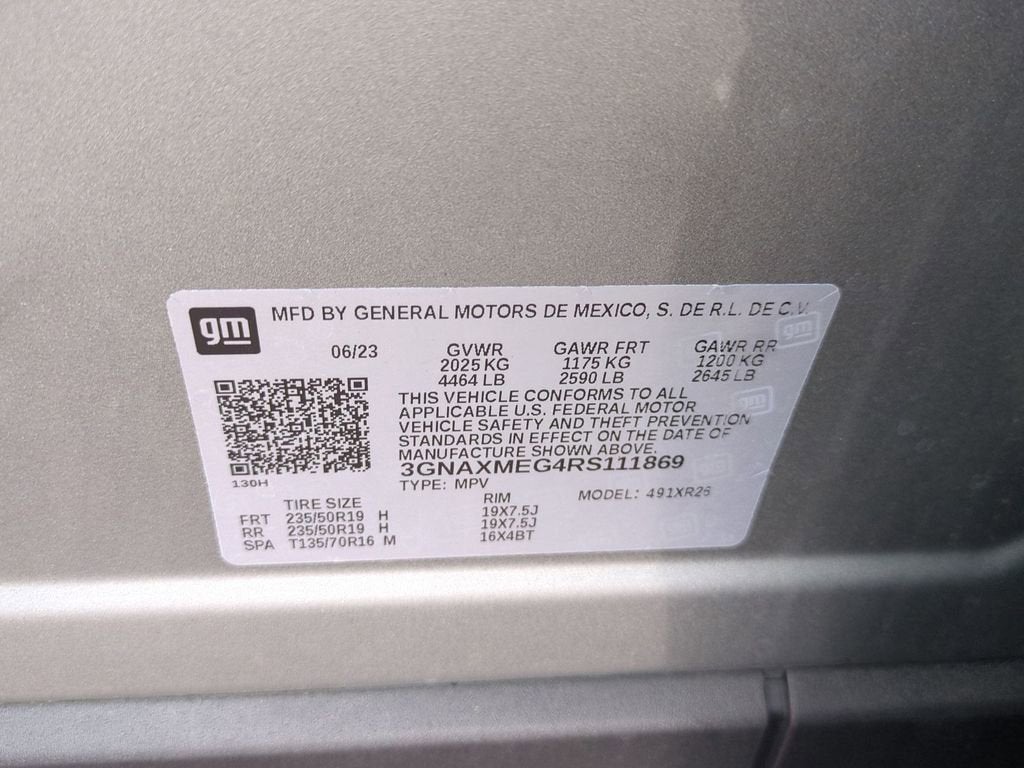 gm
MFD BY GENERAL MOTORS DE MEXICO, S. DE R.L. DE C.V.
06/23 GVWR GAWR FRT GAWR RR
2025 KG 1175 KG 1200 KG
4464 LB 2590 LB 2645 LB
THIS VEHICLE CONFORMS TO ALL
APPLICABLE U.S. FEDERAL MOTOR
VEHICLE SAFETY AND THEFT PREVENTION
STANDARDS IN EFFECT ON THE DATE OF
MANUFACTURE SHOWN ABOVE.
3GNAXMEG4RS111869
130H
TYPE: MPV MODEL: 491XR26
TIRE SIZE RIM
FRT 235/50R19 H 19X7.5J
RR 235/50R19 H 19X7.5J
SPA T135/70R16 M 16X4BT
gm
gm